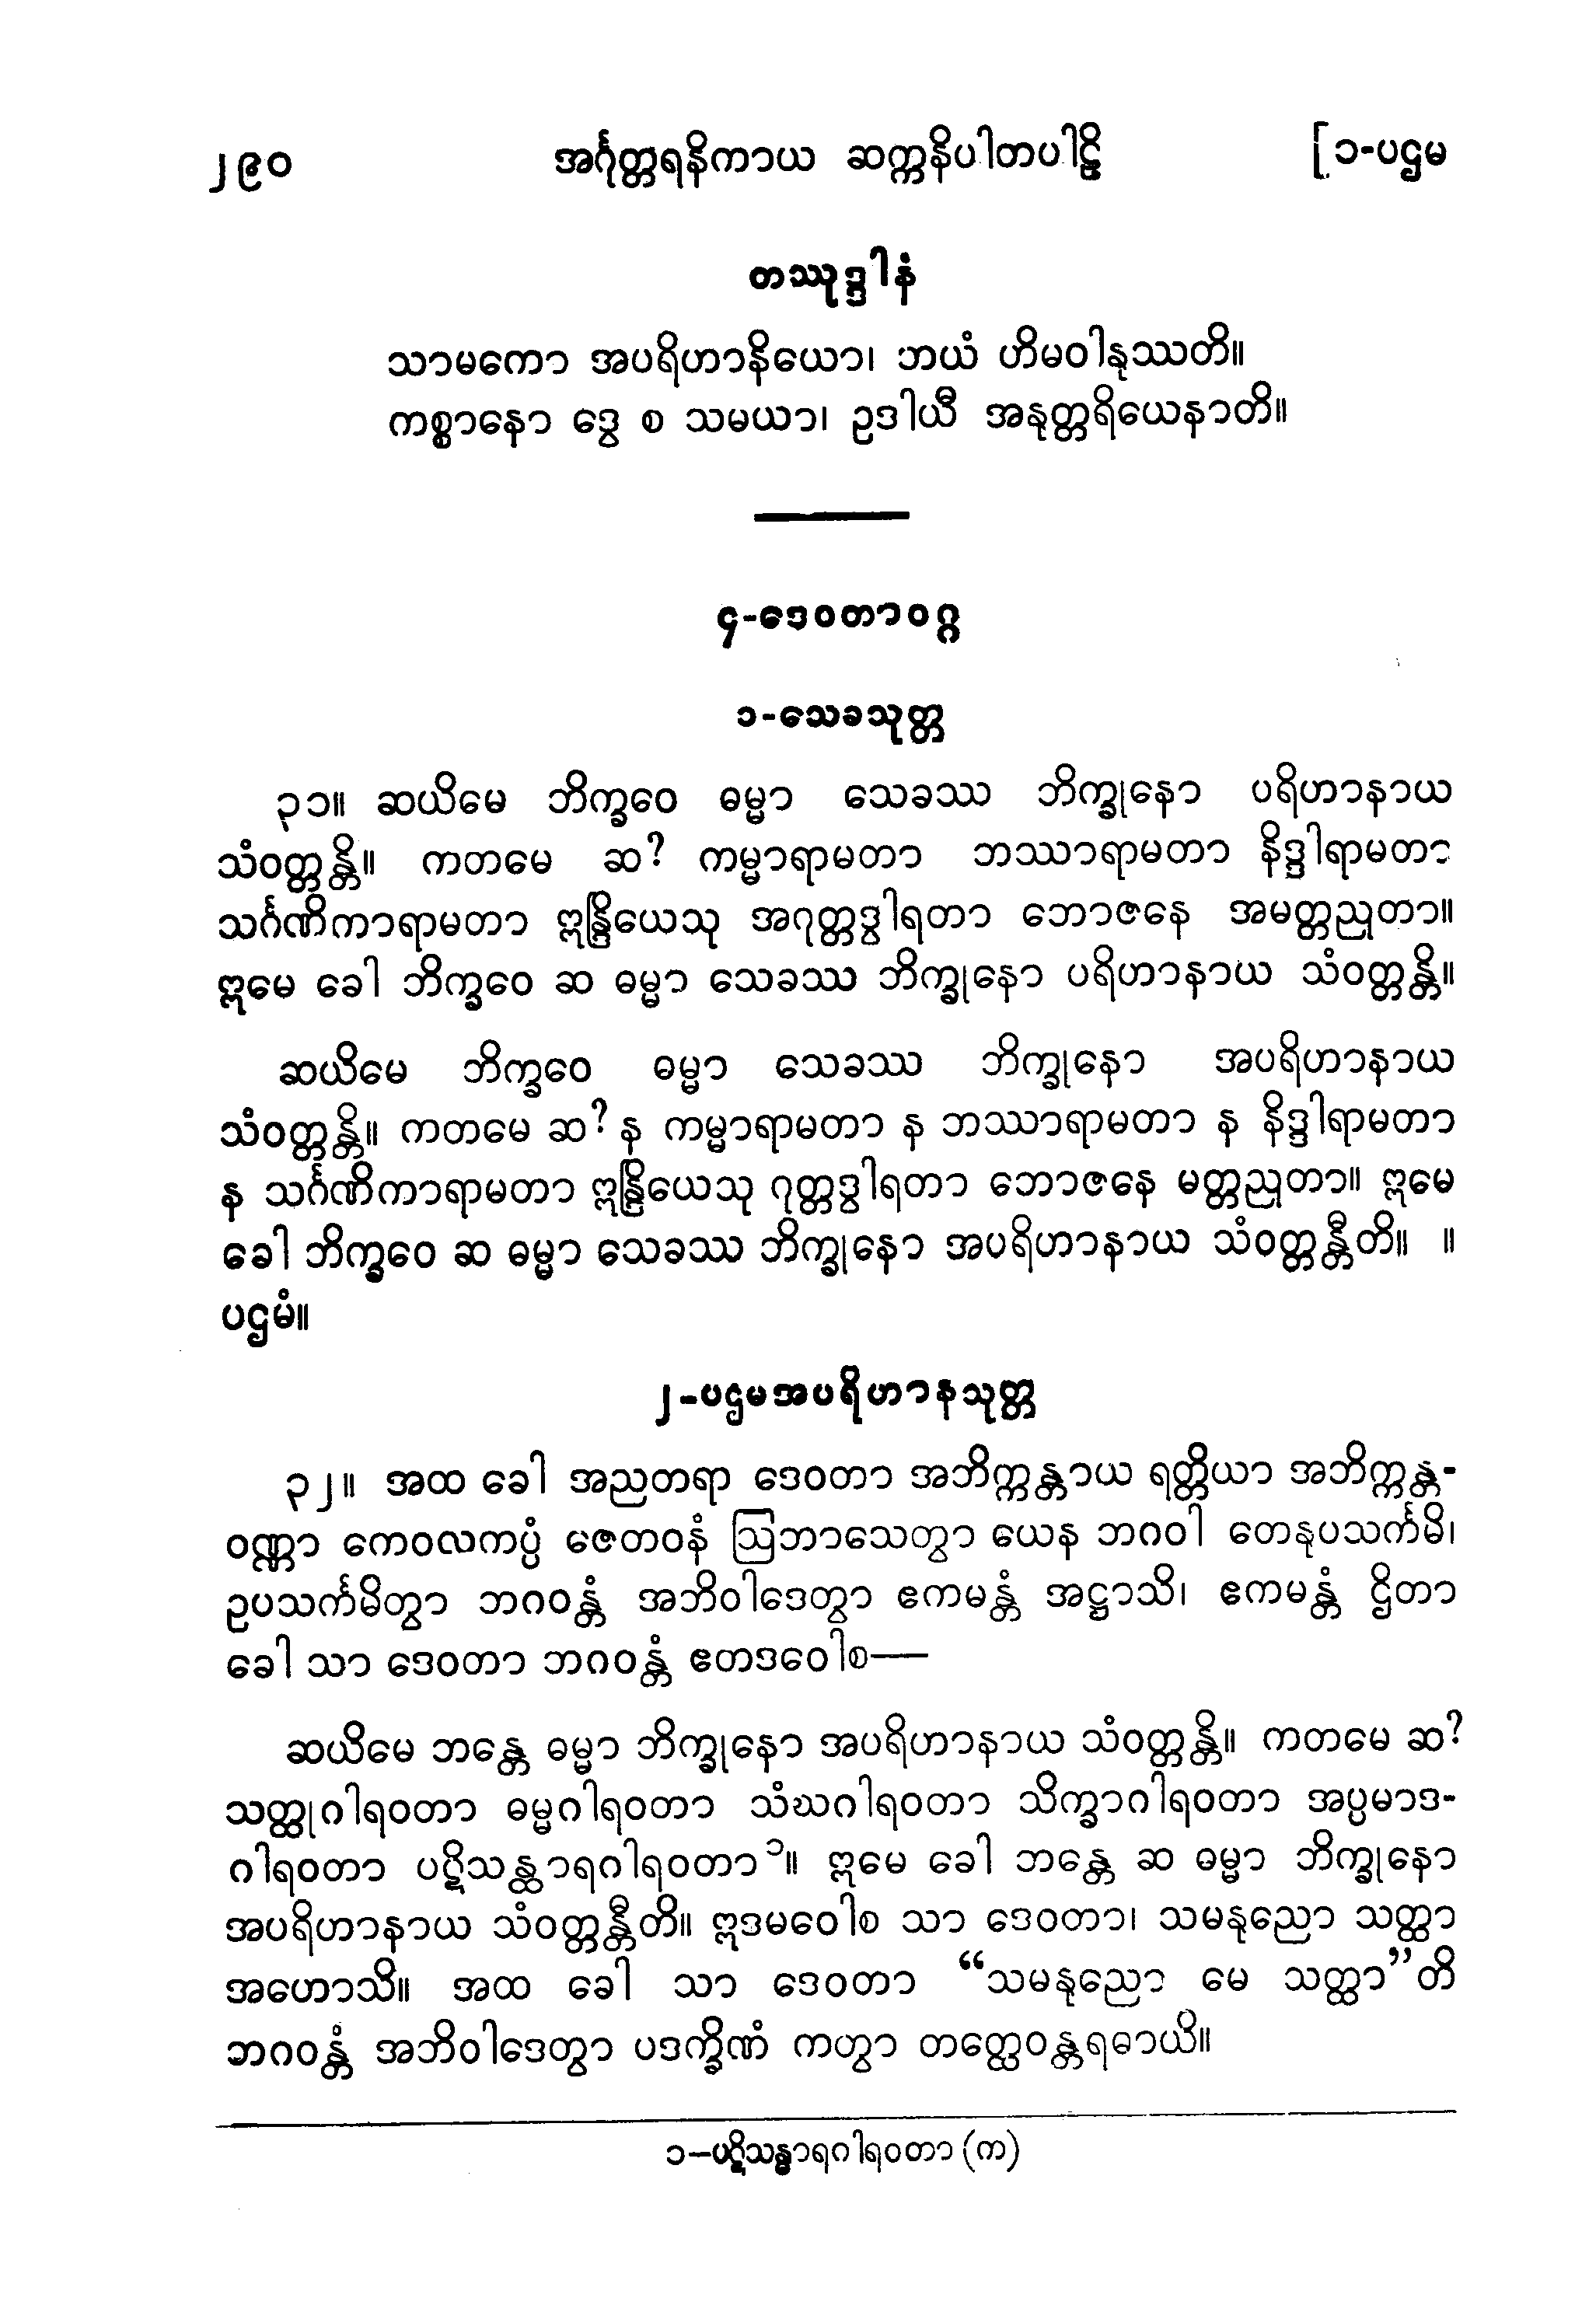 ၂၉၀ အင်္ဂုတ္တရနိကာယ ဆက္ကနိပါတပါဠိ [၁-ပဌမ
တဿုဒ္ဒါနံ
သာမကော အပရိဟာနိယော၊ ဘယံ ဟိမဝါနုဿတိ။
ကစ္စာနော ဒွေ စ သမယာ၊ ဥဒါယီ အနုတ္တရိယေနာတိ။
၄-ဒေဝတာဝဂ္ဂ
၁-သေခသုတ္တ
၃၁။ ဆယိမေ ဘိက္ခဝေ ဓမ္မာ သေခဿ ဘိက္ခုနော ပရိဟာနာယ
သံဝတ္တန္တိ။ ကတမေ ဆ? ကမ္မာရာမတာ ဘဿာရာမတာ နိဒ္ဒါရာမတာ
သင်္ဂဏိကာရာမတာ ဣန္ဒြိယေသု အဂုတ္တဒွါရတာ ဘောဇနေ အမတ္တညုတာ။
ဣမေ ခေါ ဘိက္ခဝေ ဆ ဓမ္မာ သေခဿ ဘိက္ခုနော ပရိဟာနာယ သံဝတ္တန္တိ။
ဆယိမေ ဘိက္ခဝေ ဓမ္မာ သေခဿ ဘိက္ခုနော အပရိဟာနာယ
သံဝတ္တန္တိ။ ကတမေ ဆ? န ကမ္မာရာမတာ န ဘဿာရာမတာ န နိဒ္ဒါရာမတာ
န သင်္ဂဏိကာရာမတာ ဣန္ဒြိယေသု ဂုတ္တဒွါရတာ ဘောဇနေ မတ္တညုတာ။ ဣမေ
ခေါ ဘိက္ခဝေ ဆ ဓမ္မာ သေခဿ ဘိက္ခုနော အပရိဟာနာယ သံဝတ္တန္တီတိ။ ။
ပဌမံ။
၂-ပဌမအပရိဟာနသုတ္တ
၃၂။ အထ ခေါ အညတရာ ဒေဝတာ အဘိက္ကန္တာယ ရတ္တိယာ အဘိက္ကန္တ-
ဝဏ္ဏာ ကေဝလကပ္ပံ ဇေတဝနံ ဩဘာသေတွာ ယေန ဘဂဝါ တေနုပသင်္ကမိ၊
ဥပသင်္ကမိတွာ ဘဂဝန္တံ အဘိဝါဒေတွာ ဧကမန္တံ အဋ္ဌာသိ၊ ဧကမန္တံ ဌိတာ
ခေါ သာ ဒေဝတာ ဘဂဝန္တံ ဧတဒဝေါစ—
ဆယိမေ ဘန္တေ ဓမ္မာ ဘိက္ခုနော အပရိဟာနာယ သံဝတ္တန္တိ။ ကတမေ ဆ?
သတ္ထုဂါရဝတာ ဓမ္မဂါရဝတာ သံဃဂါရဝတာ သိက္ခာဂါရဝတာ အပ္ပမာဒ-
ဂါရဝတာ ပဋိသန္ထာရဂါရဝတာ၁။ ဣမေ ခေါ ဘန္တေ ဆ ဓမ္မာ ဘိက္ခုနော
အပရိဟာနာယ သံဝတ္တန္တီတိ။ ဣဒမဝေါစ သာ ဒေဝတာ၊ သမနုညော သတ္ထာ
အဟောသိ။ အထ ခေါ သာ ဒေဝတာ “သမနုညော မေ သတ္ထာ”တိ
ဘဂဝန္တံ အဘိဝါဒေတွာ ပဒက္ခိဏံ ကတွာ တတ္ထေဝန္တရဓာယိ။
၁—ပဋိသန္ဓာရဂါရဝတာ (က)